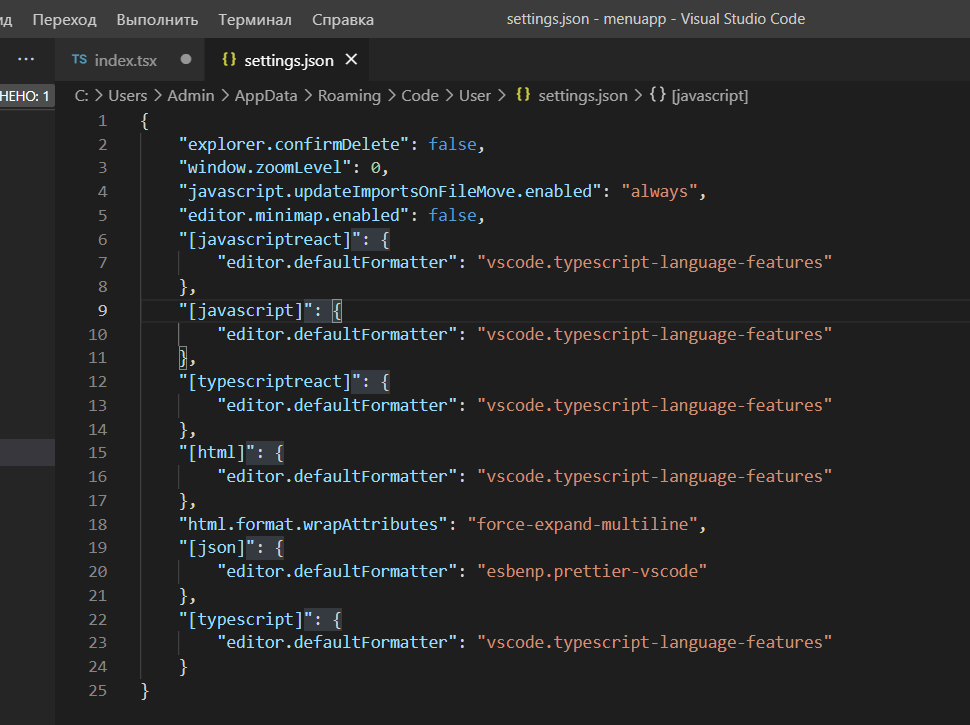 Переход Выполнить Терминал Справка settings.json - menuapp - Visual Studio Code
··· TS index.tsx ● {} settings.json ×
НЕНО: 1 C: > Users > Admin > AppData > Roaming > Code > User > {} settings.json > {} [javascript]
1 {
2 "explorer.confirmDelete": false,
3 "window.zoomLevel": 0,
4 "javascript.updateImportsOnFileMove.enabled": "always",
5 "editor.minimap.enabled": false,
6 "[javascriptreact]": {
7 "editor.defaultFormatter": "vscode.typescript-language-features"
8 },
9 "[javascript]": {
10 "editor.defaultFormatter": "vscode.typescript-language-features"
11 },
12 "[typescriptreact]": {
13 "editor.defaultFormatter": "vscode.typescript-language-features"
14 },
15 "[html]": {
16 "editor.defaultFormatter": "vscode.typescript-language-features"
17 },
18 "html.format.wrapAttributes": "force-expand-multiline",
19 "[json]": {
20 "editor.defaultFormatter": "esbenp.prettier-vscode"
21 },
22 "[typescript]": {
23 "editor.defaultFormatter": "vscode.typescript-language-features"
24 }
25 }